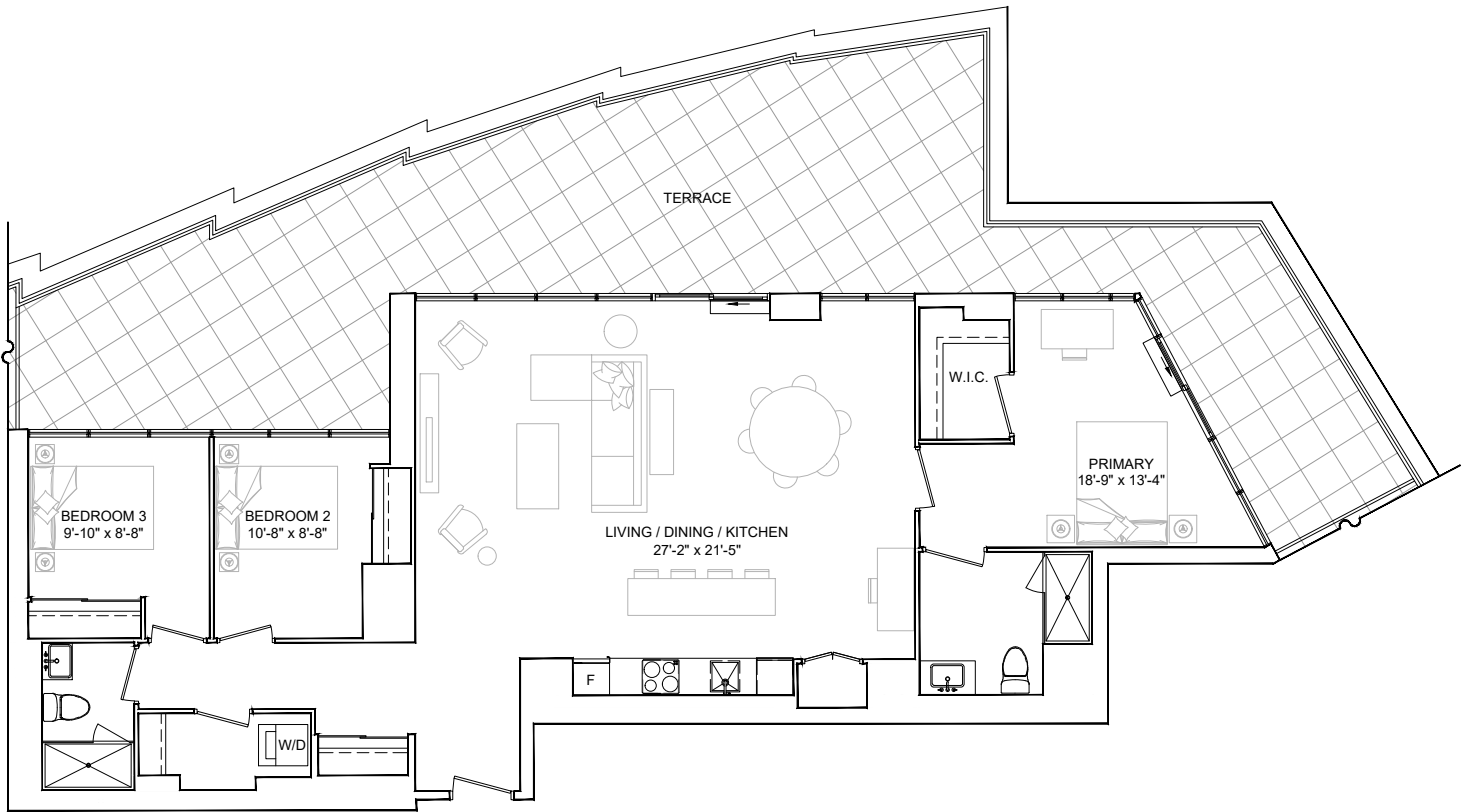 TERRACE
W.I.C.
PRIMARY
18'-9" x 13'-4"
BEDROOM 3
9'-10" x 8'-8"
BEDROOM 2
10'-8" x 8'-8"
LIVING / DINING / KITCHEN
27'-2" x 21'-5"
F
W/D